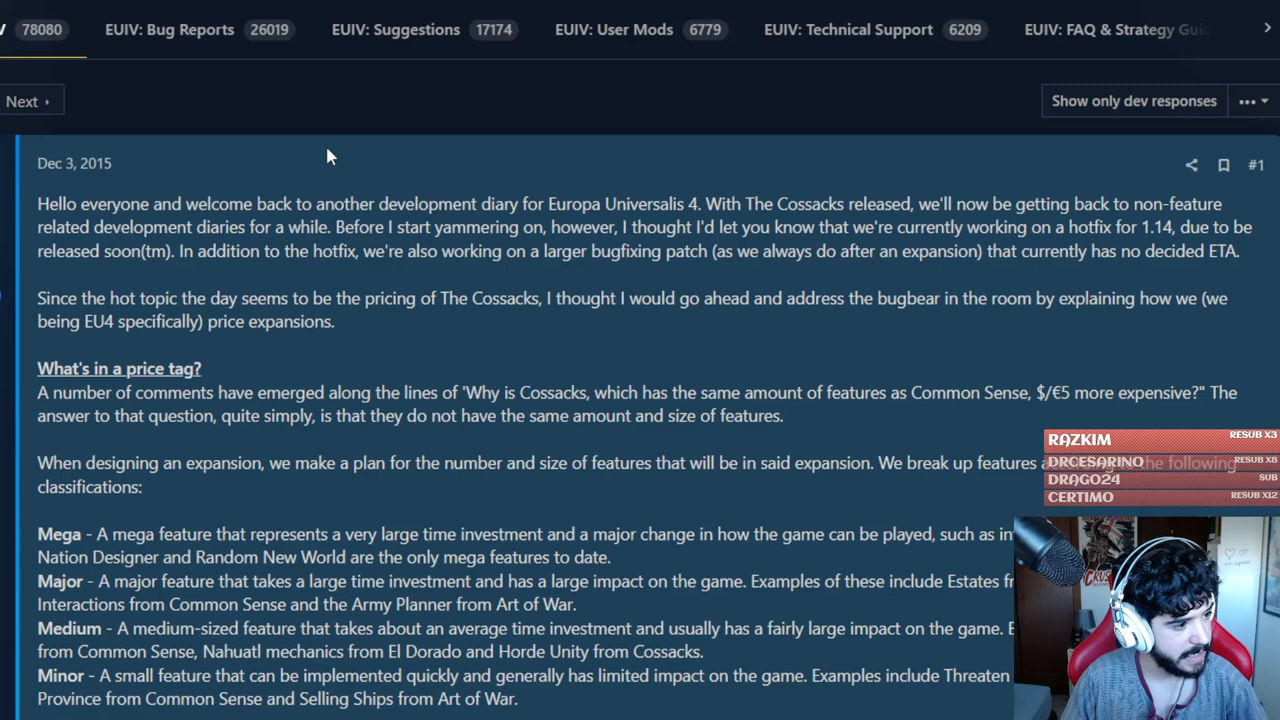 78080
EUIV: Bug Reports 26019
EUIV: Suggestions 17174
EUIV: User Mods 6779
EUIV: Technical Support 6209
EUIV: FAQ & Strategy
Next
Show only dev responses
Dec 3, 2015
#1
Hello everyone and welcome back to another development diary for Europa Universalis 4. With The Cossacks released, we'll now be getting back to non-feature
related development diaries for a while. Before I start yammering on, however, I thought I'd let you know that we're currently working on a hotfix for 1.14, due to be
released soon(tm). In addition to the hotfix, we're also working on a larger bugfixing patch (as we always do after an expansion) that currently has no decided ETA.
Since the hot topic the day seems to be the pricing of The Cossacks, I thought I would go ahead and address the bugbear in the room by explaining how we (we
being EU4 specifically) price expansions.
What's in a price tag?
A number of comments have emerged along the lines of 'Why is Cossacks, which has the same amount of features as Common Sense, $/€5 more expensive?" The
answer to that question, quite simply, is that they do not have the same amount and size of features.
When designing an expansion, we make a plan for the number and size of features that will be in said expansion. We break up features the following
classifications:
Mega - A mega feature that represents a very large time investment and a major change in how the game can be played, such as
Nation Designer and Random New World are the only mega features to date.
Major - A major feature that takes a large time investment and has a large impact on the game. Examples of these include Estates
Interactions from Common Sense and the Army Planner from Art of War.
Medium - A medium-sized feature that takes about an average time investment and usually has a fairly large impact on the game.
from Common Sense, Nahuatl mechanics from El Dorado and Horde Unity from Cossacks.
Minor - A small feature that can be implemented quickly and generally has limited impact on the game. Examples include Threaten
Province from Common Sense and Selling Ships from Art of War.
RAZKIM RESUB X3
DRCESARINO RESUB X8
DRAGO24 SUB
CERTIMO RESUB X12